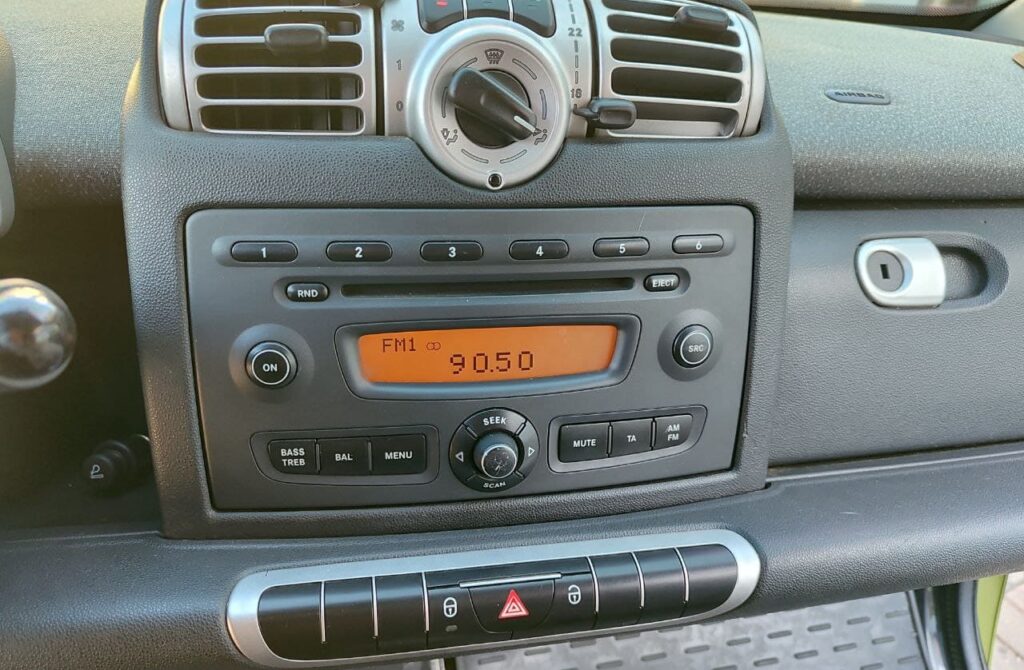 22
18
1
0
AIRBAG
1 2 3 4 5 6
RND EJECT
FM1
90.50
ON SRC
SEEK
BASS TREB
BAL MENU
MUTE TA
AM FM
SCAN